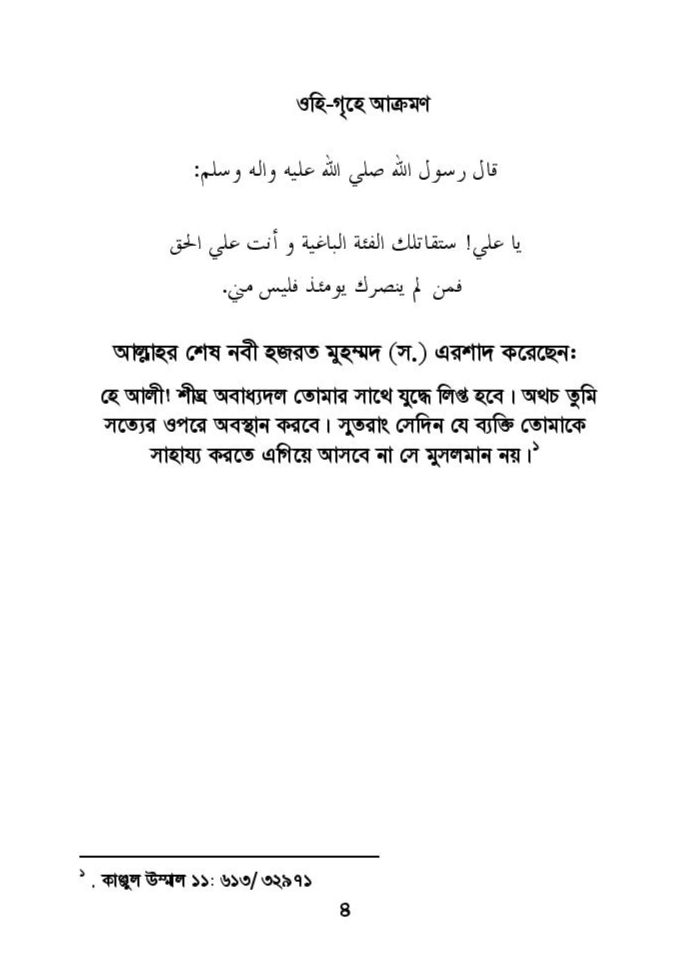 ওহি-গৃহে আক্রমণ
قال رسول الله صلي الله عليه واله وسلم:
يا علي! ستقاتلك الفئة الباغية و أنت علي الحق
فمن لم ينصرك يومئذ فليس مني.
আল্লাহর শেষ নবী হজরত মুহম্মদ (স.) এরশাদ করেছেন:
হে আলী! শীঘ্র অবাধ্যদল তোমার সাথে যুদ্ধে লিপ্ত হবে। অথচ তুমি
সত্যের ওপরে অবস্থান করবে। সুতরাং সেদিন যে ব্যক্তি তোমাকে
সাহায্য করতে এগিয়ে আসবে না সে মুসলমান নয়।১
১ . কাঞ্জুল উম্মাল ১১: ৬১৩/ ৩২৯৭১
৪